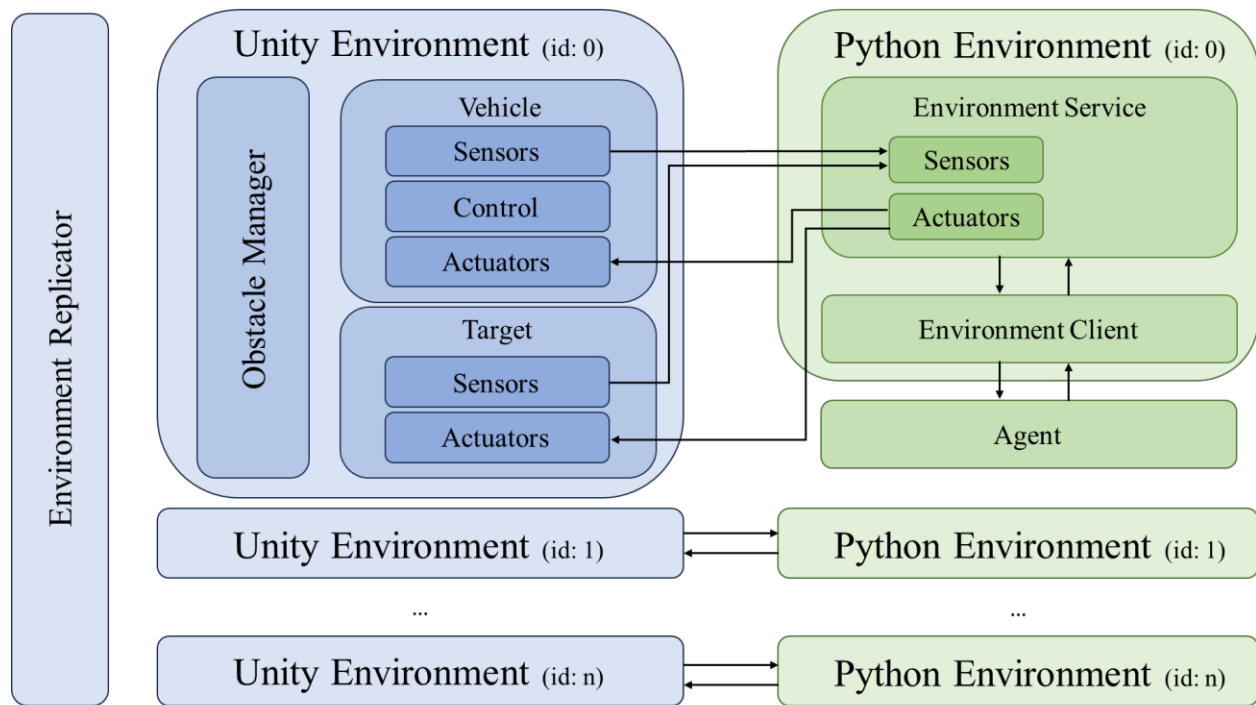 Environment Replicator
Unity Environment (id: 0)
Obstacle Manager
Vehicle
Sensors
Control
Actuators
Target
Sensors
Actuators
Python Environment (id: 0)
Environment Service
Sensors
Actuators
Environment Client
Agent
Unity Environment (id: 1)
Python Environment (id: 1)
...
...
Unity Environment (id: n)
Python Environment (id: n)